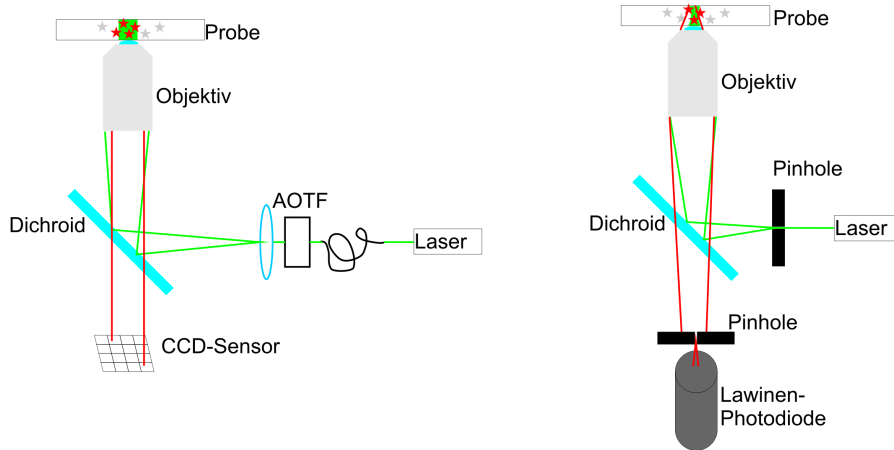 Probe
Objektiv
AOTF
Dichroid
Laser
CCD-Sensor
Probe
Objektiv
Pinhole
Dichroid
Laser
Pinhole
Lawinen-
Photodiode